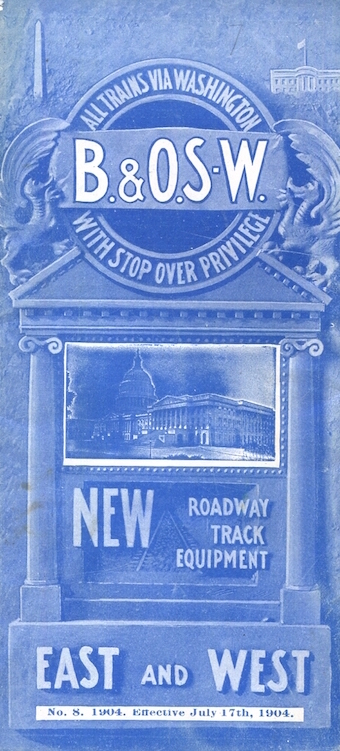 ALL TRAINS VIA WASHINGTON
B.&O.S-W.
WITH STOP OVER PRIVILEGE
NEW
ROADWAY
TRACK
EQUIPMENT
EAST AND WEST
No. 8. 1904. Effective July 17th, 1904.